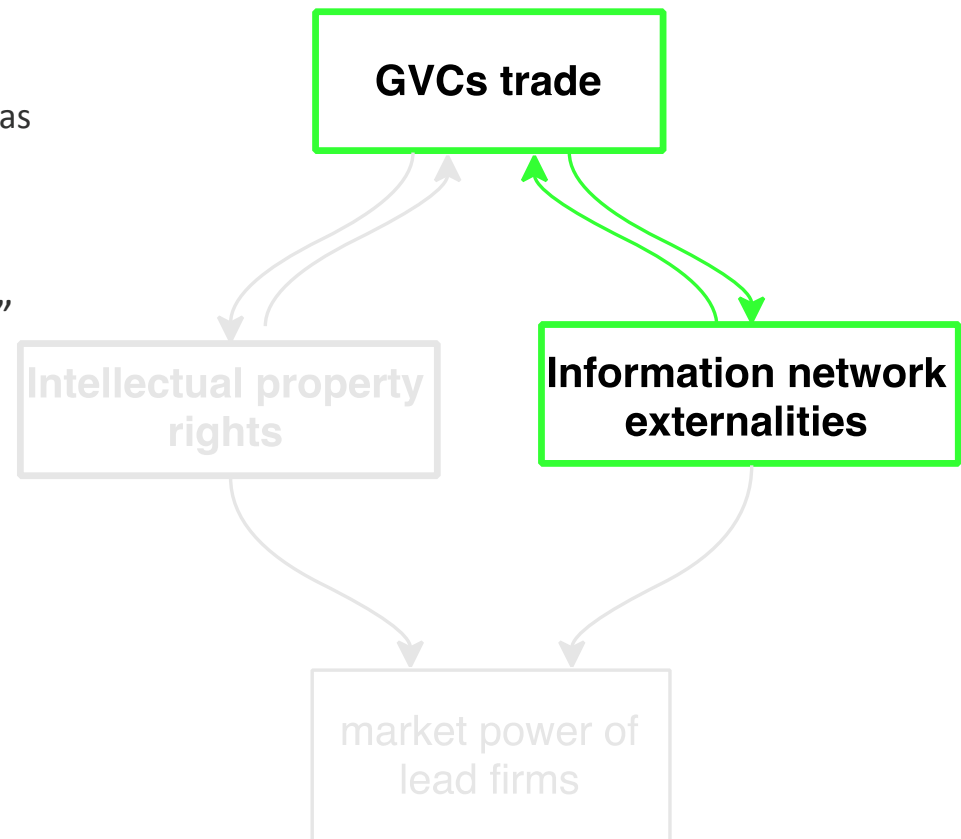 GVCs trade
as
”
Intellectual property
rights
Information network
externalities
market power of
lead firms